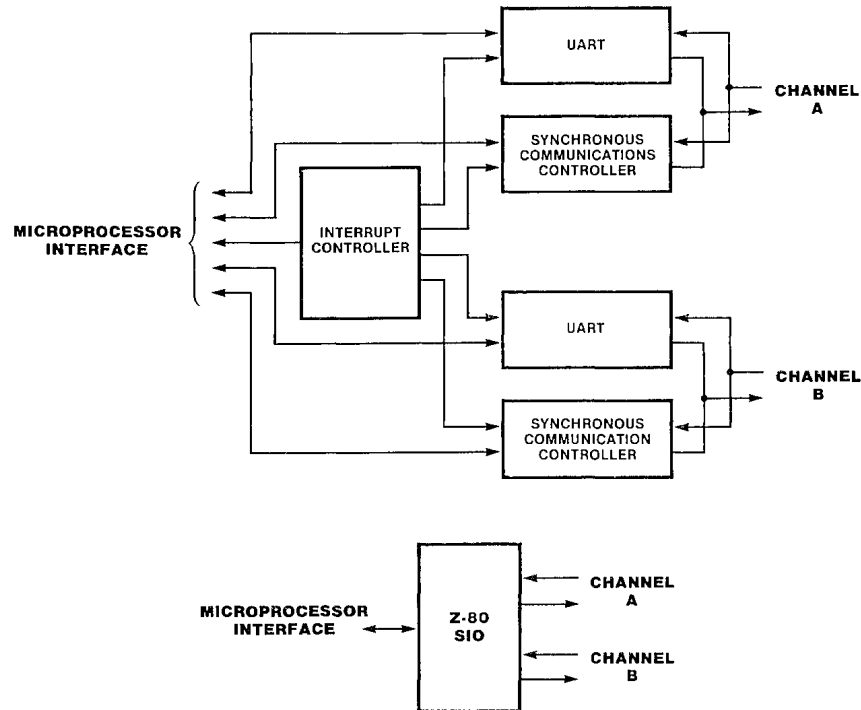 UART
CHANNEL
A
SYNCHRONOUS
COMMUNICATIONS
CONTROLLER
MICROPROCESSOR
INTERFACE
INTERRUPT
CONTROLLER
UART
CHANNEL
B
SYNCHRONOUS
COMMUNICATION
CONTROLLER
MICROPROCESSOR
INTERFACE
Z-80
SIO
CHANNEL
A
CHANNEL
B